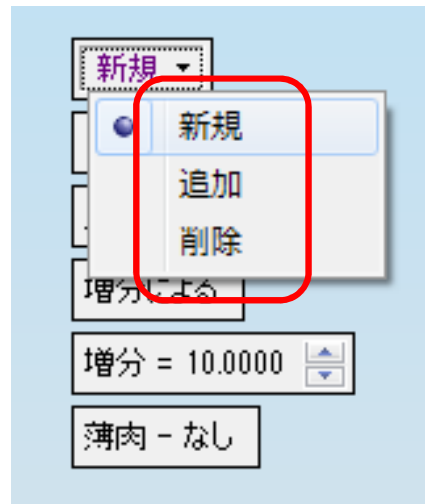 新規
新規
追加
削除
増分による
増分 = 10.0000
薄肉 - なし